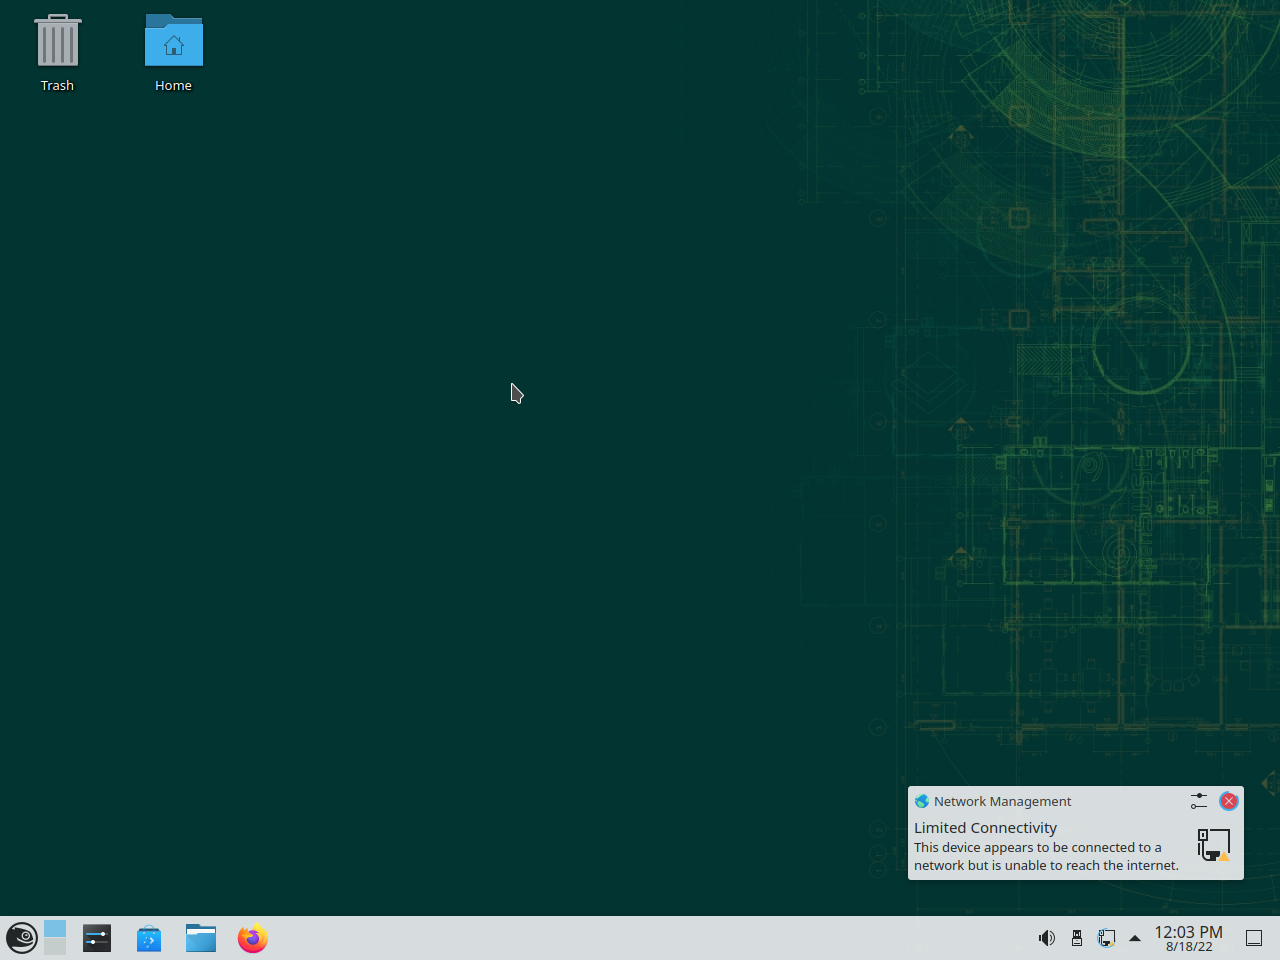 Trash
Home
Network Management
Limited Connectivity
This device appears to be connected to a
network but is unable to reach the internet.
12:03 PM
8/18/22